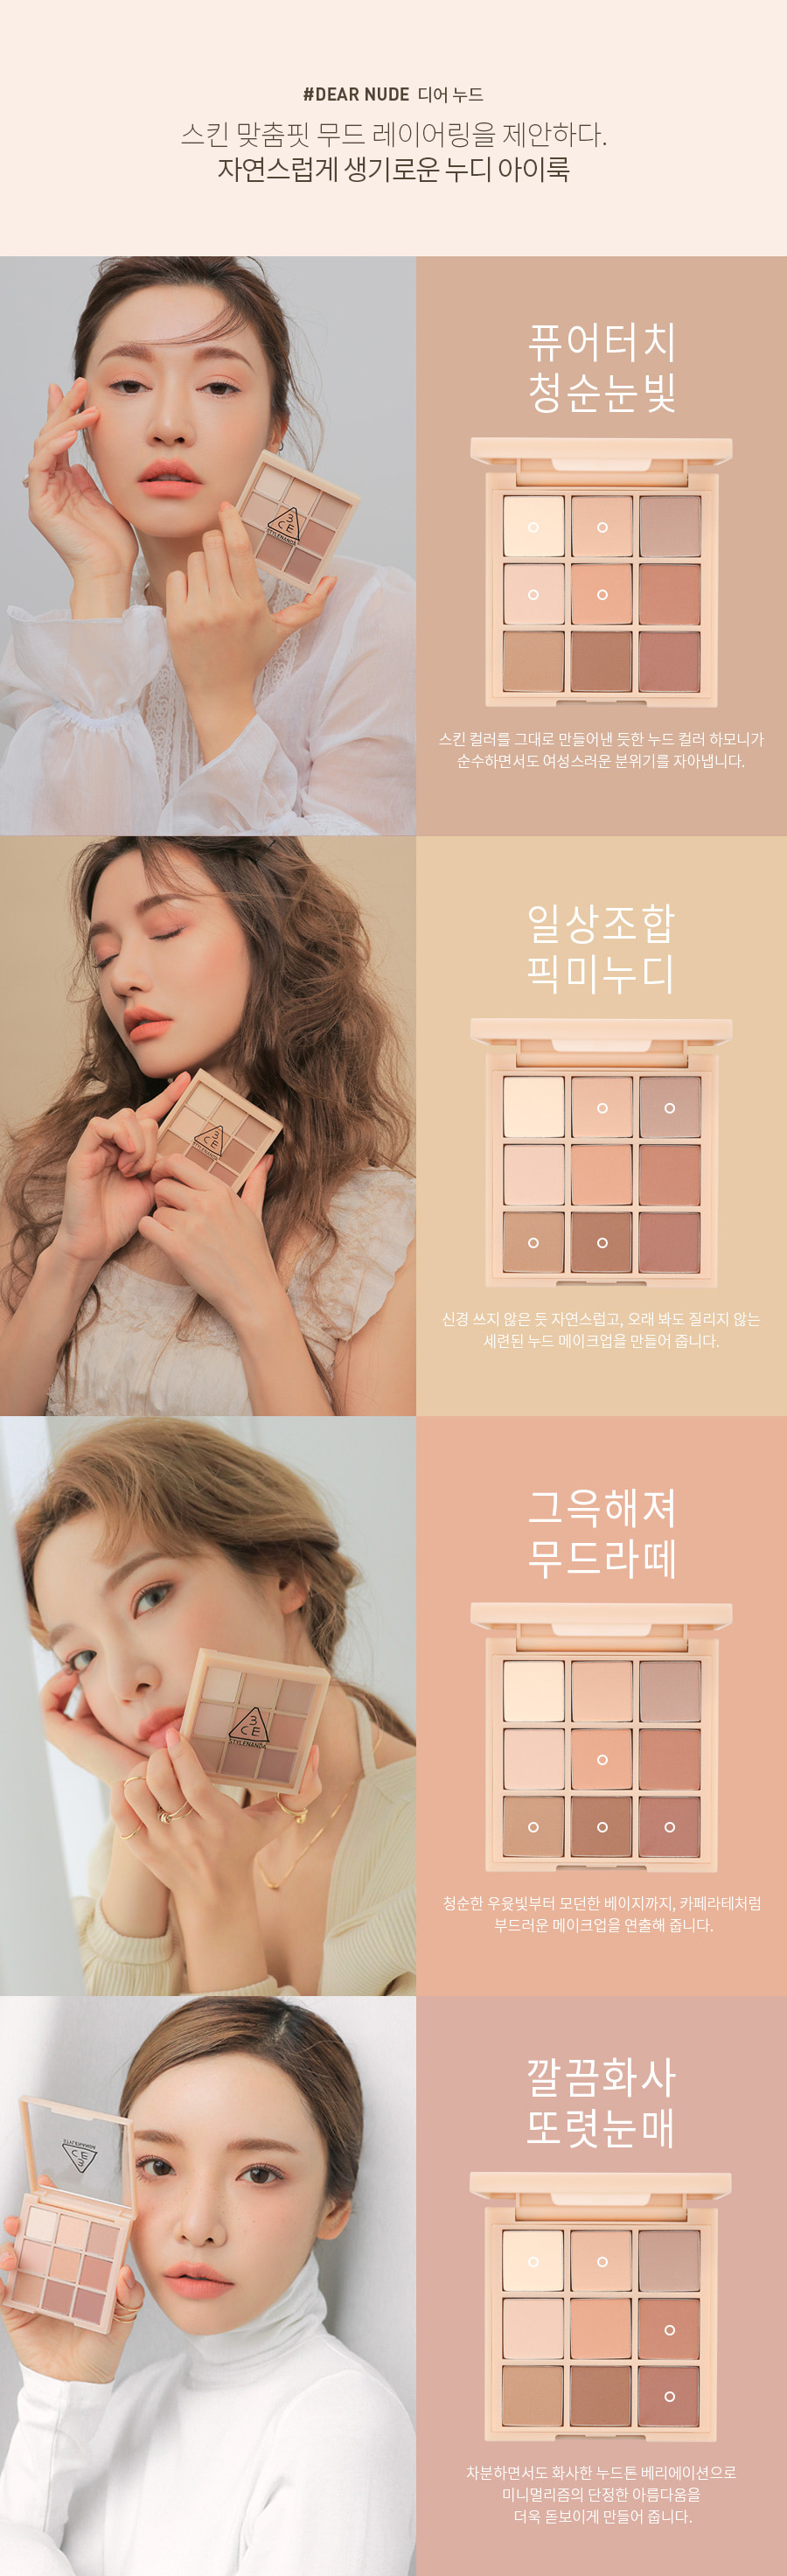 #DEAR NUDE 디어 누드
스킨 맞춤핏 무드 레이어링을 제안하다.
자연스럽게 생기로운 누디 아이룩
퓨어터치
청순눈빛
3CE
STYLENANDA
스킨 컬러를 그대로 만들어낸 듯한 누드 컬러 하모니가
순수하면서도 여성스러운 분위기를 자아냅니다.
일상조합
픽미누디
3CE
STYLENANDA
신경 쓰지 않은 듯 자연스럽고, 오래 봐도 질리지 않는
세련된 누드 메이크업을 만들어 줍니다.
그윽해져
무드라떼
3CE
STYLENANDA
청순한 우윳빛부터 모던한 베이지까지, 카페라테처럼
부드러운 메이크업을 연출해 줍니다.
깔끔화사
또렷눈매
3CE
STYLENANDA
차분하면서도 화사한 누드톤 베리에이션으로
미니멀리즘의 단정한 아름다움을
더욱 돋보이게 만들어 줍니다.